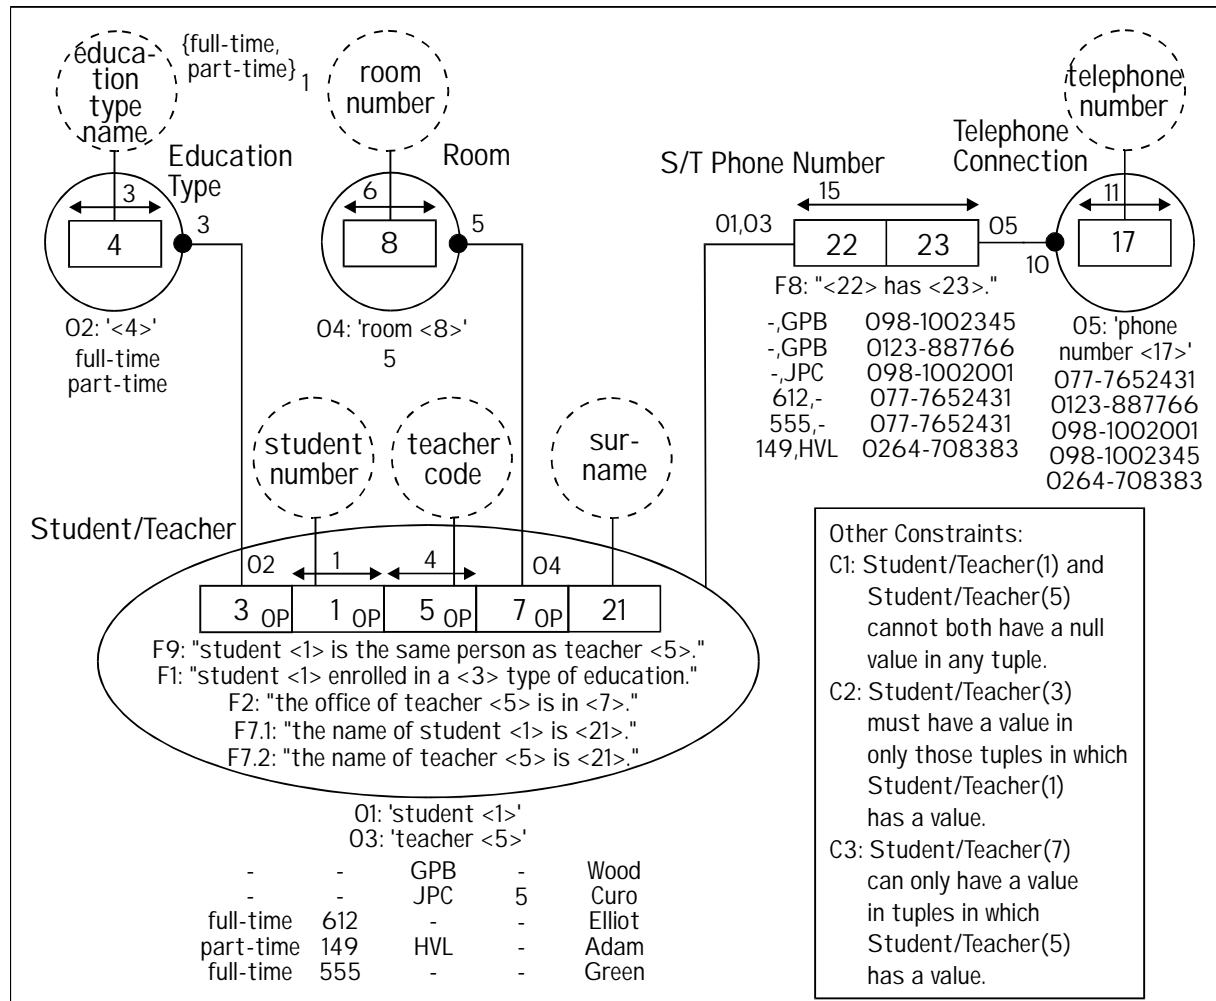 educa-
tion
type
name
{full-time,
part-time}
1
room
number
telephone
number
Education
Type
Room
S/T Phone Number
Telephone
Connection
3
6
15
11
3
5
01,03
05
10
4
8
22 23
17
F8: "<22> has <23>."
O2: '<4>'
full-time
part-time
O4: 'room <8>'
5
-,GPB 098-1002345
-,GPB 0123-887766
-,JPC 098-1002001
612,- 077-7652431
555,- 077-7652431
149,HVL 0264-708383
O5: 'phone
number <17>'
077-7652431
0123-887766
098-1002001
098-1002345
0264-708383
student
number
teacher
code
sur-
name
Student/Teacher
O2 1 4 O4
3 OP 1 OP 5 OP 7 OP 21
F9: "student <1> is the same person as teacher <5>."
F1: "student <1> enrolled in a <3> type of education."
F2: "the office of teacher <5> is in <7>."
F7.1: "the name of student <1> is <21>."
F7.2: "the name of teacher <5> is <21>."
O1: 'student <1>'
O3: 'teacher <5>'
- - GPB - Wood
- - JPC 5 Curo
full-time 612 - - Elliot
part-time 149 HVL - Adam
full-time 555 - - Green
Other Constraints:
C1: Student/Teacher(1) and
Student/Teacher(5)
cannot both have a null
value in any tuple.
C2: Student/Teacher(3)
must have a value in
only those tuples in which
Student/Teacher(1)
has a value.
C3: Student/Teacher(7)
can only have a value
in tuples in which
Student/Teacher(5)
has a value.